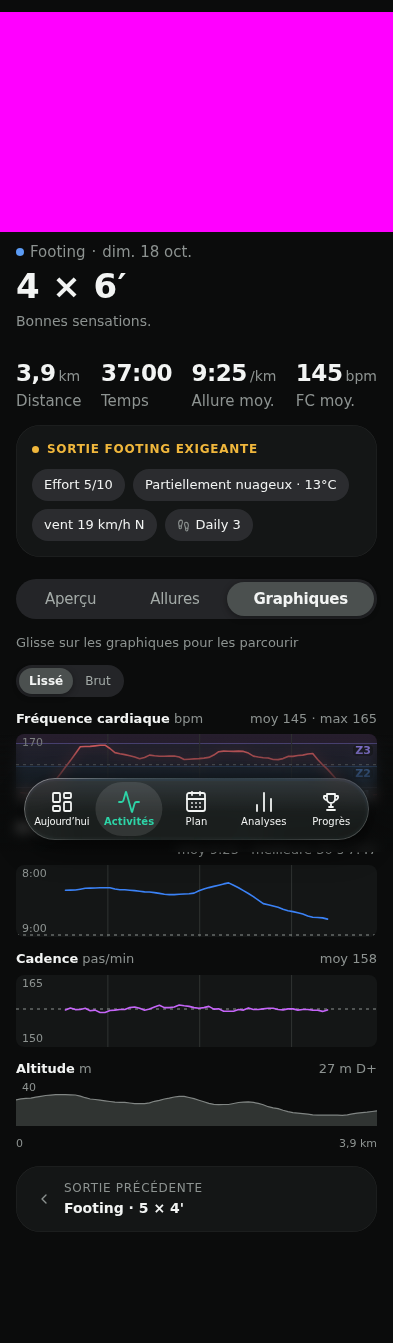 Footing · dim. 18 oct.
4 × 6′
Bonnes sensations.
3,9 km 37:00 9:25 /km 145 bpm
Distance Temps Allure moy. FC moy.
SORTIE FOOTING EXIGEANTE
Effort 5/10 Partiellement nuageux · 13°C
vent 19 km/h N Daily 3
Aperçu Allures Graphiques
Glisse sur les graphiques pour les parcourir
Lissé Brut
Fréquence cardiaque bpm moy 145 · max 165
170
Z3
Z2
Aujourd’hui Activités Plan Analyses Progrès
8:00
9:00
Cadence pas/min moy 158
165
150
Altitude m 27 m D+
40
0 3,9 km
SORTIE PRÉCÉDENTE
Footing · 5 × 4'